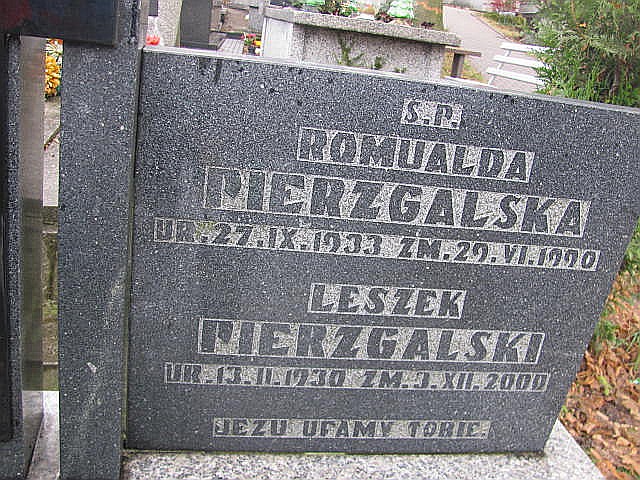 Ś.P.
ROMUALDA
PIERZGALSKA
UR.27.IX.1933 ZM.29.VI.1990
LESZEK
PIERZGALSKI
UR.13.II.1930 ZM.3.XII.2000
JEZU UFAMY TOBIE.